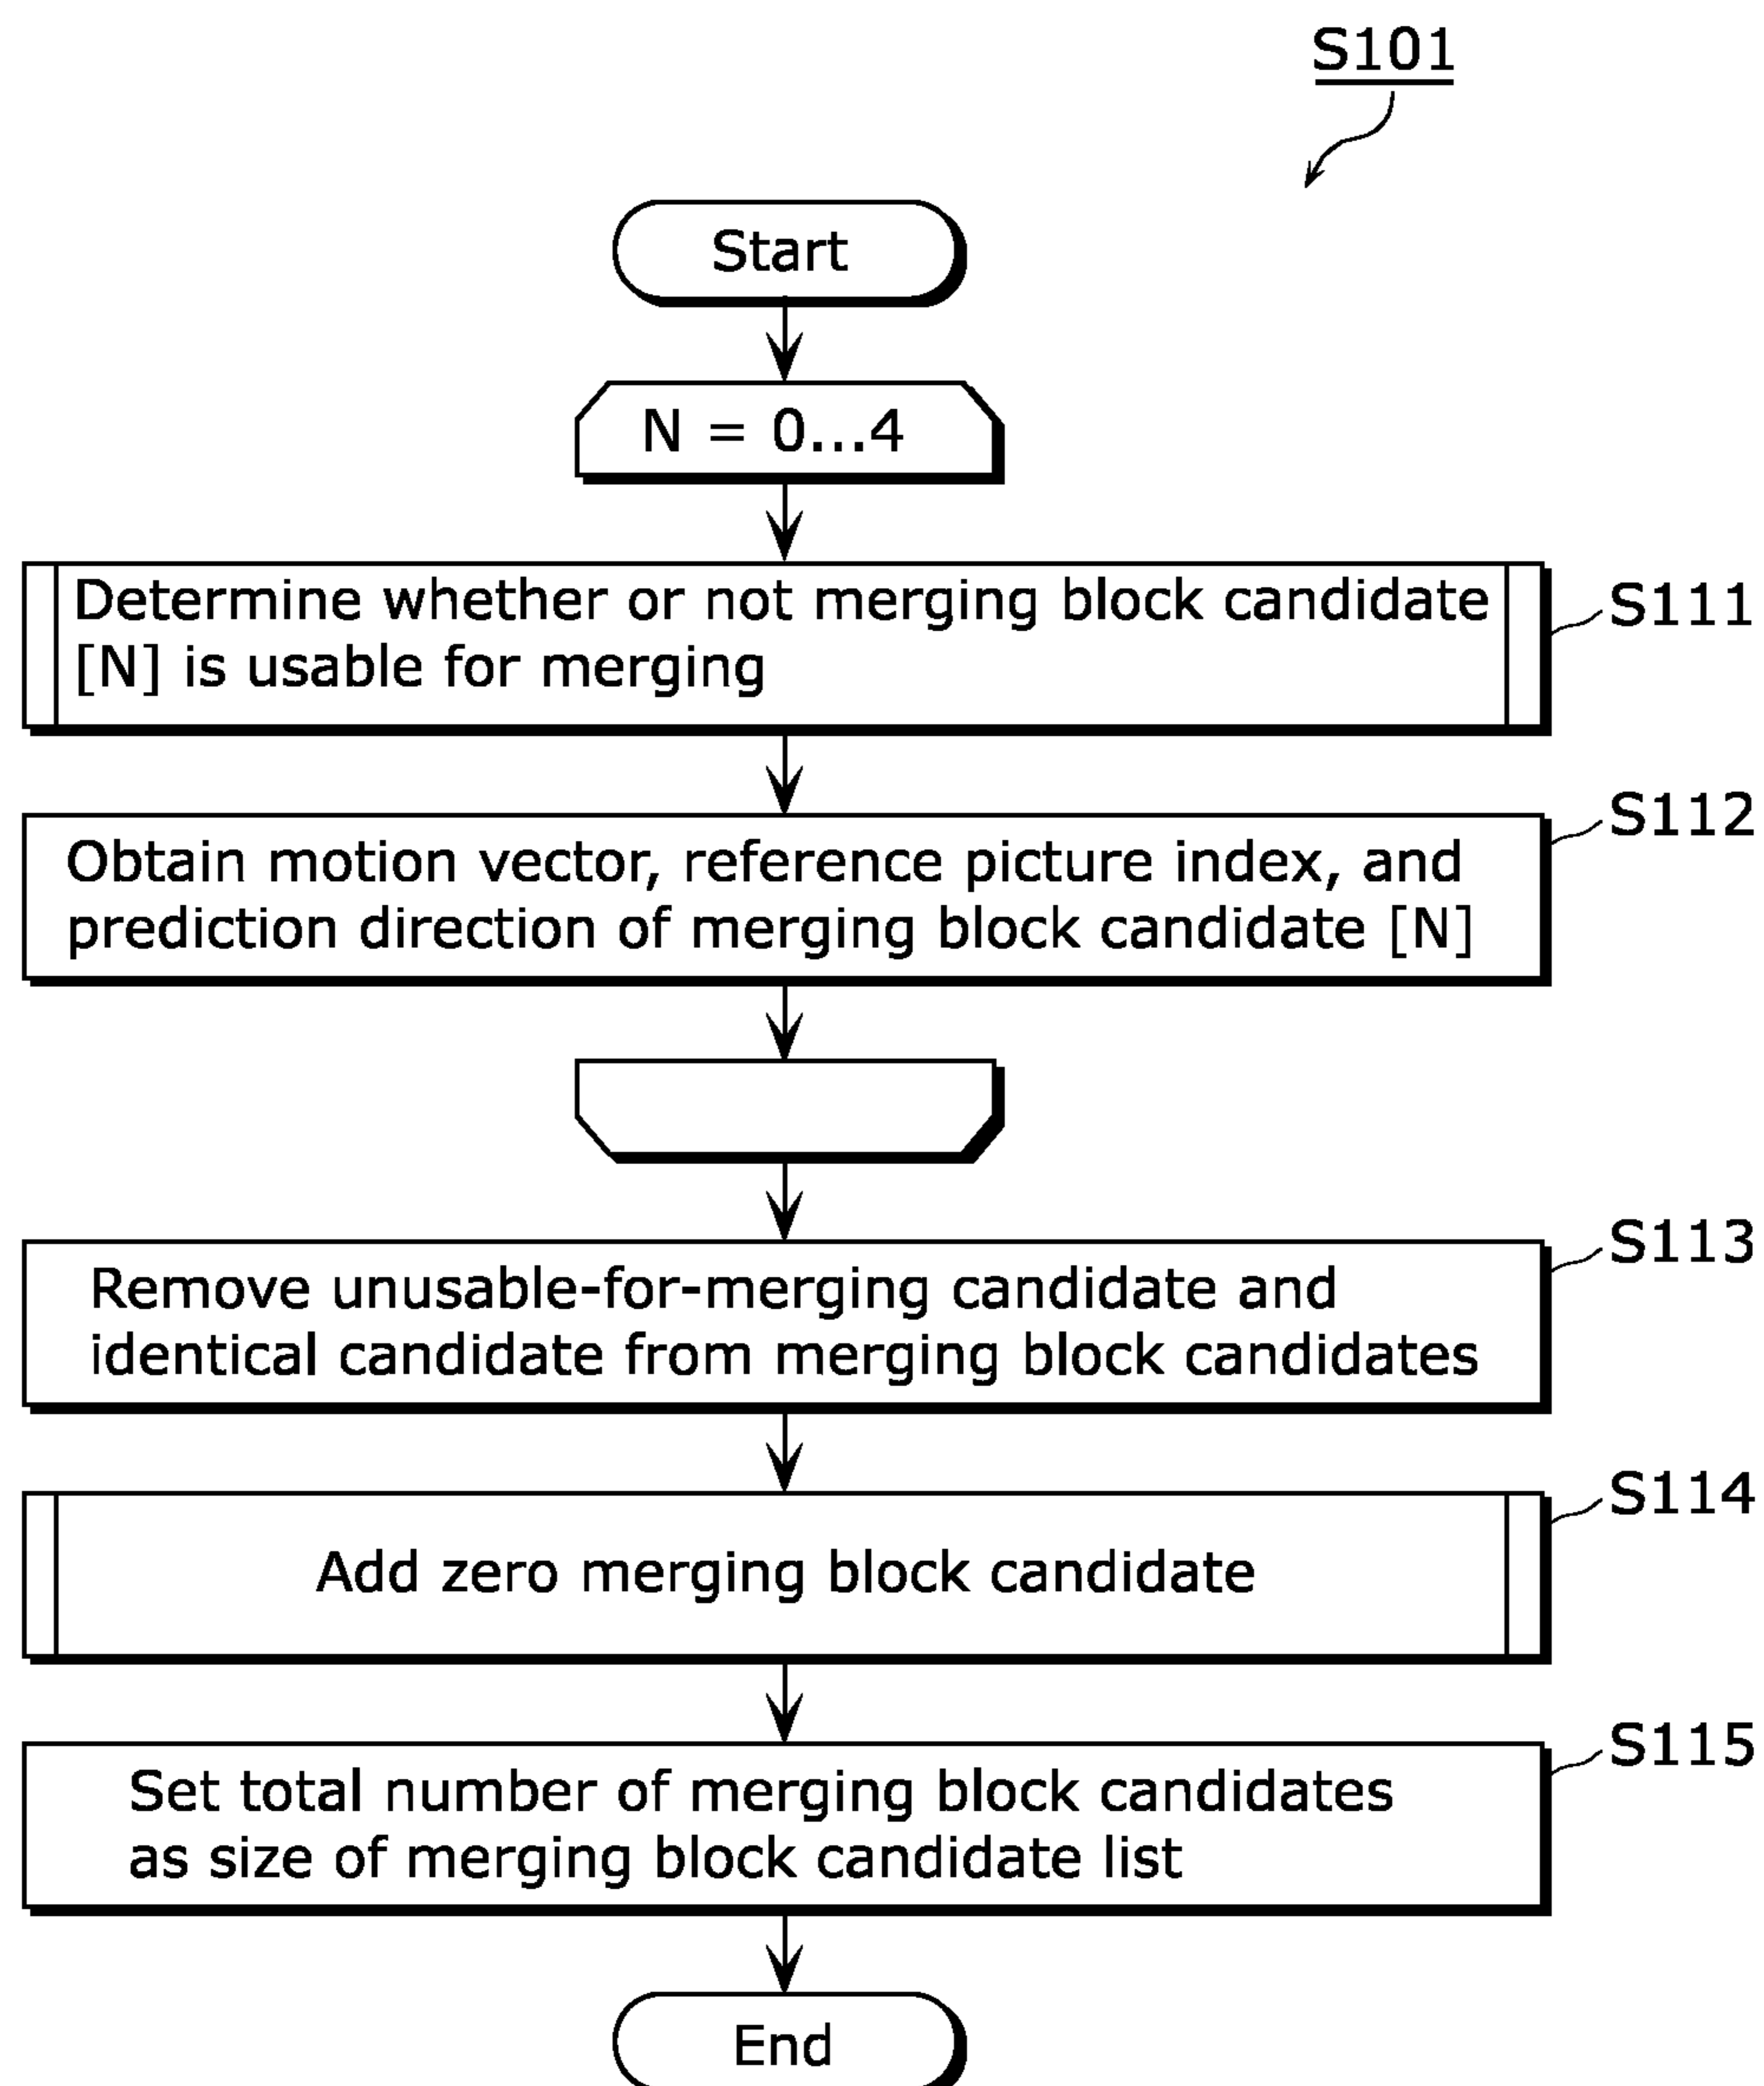 S101
Start
N = 0...4
Determine whether or not merging block candidate
[N] is usable for merging
S111
S112
Obtain motion vector, reference picture index, and
prediction direction of merging block candidate [N]
S113
Remove unusable-for-merging candidate and
identical candidate from merging block candidates
S114
Add zero merging block candidate
S115
Set total number of merging block candidates
as size of merging block candidate list
End